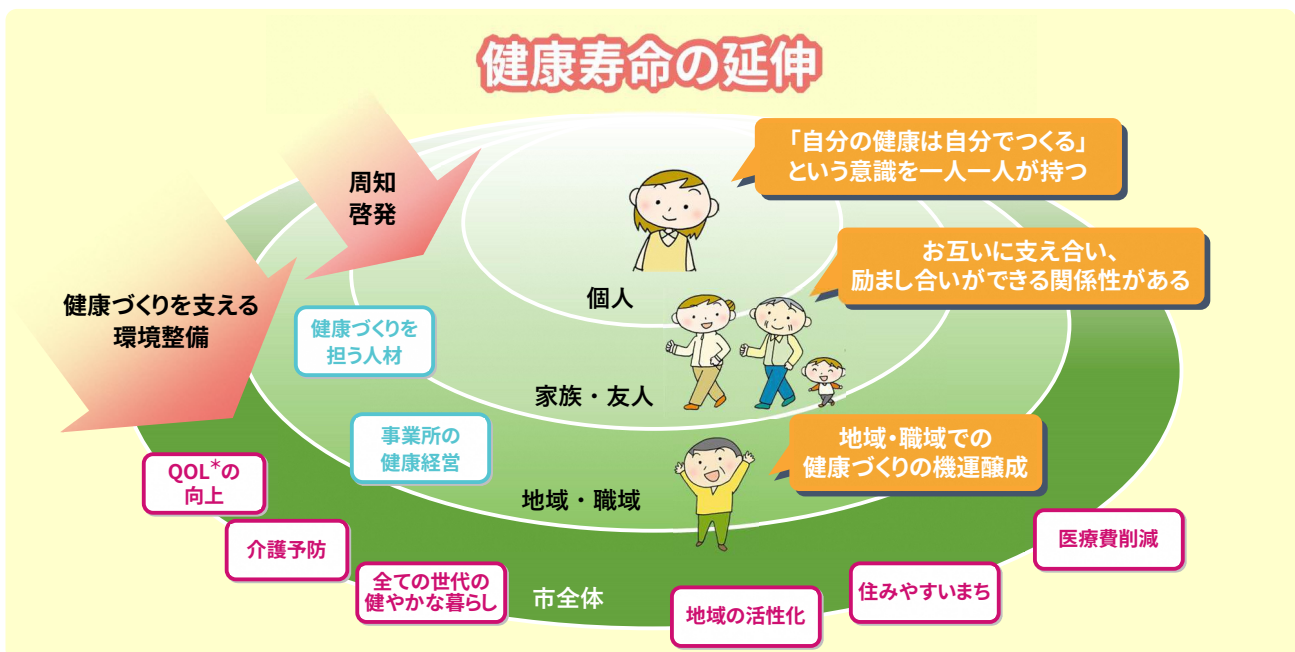 健康寿命の延伸
「自分の健康は自分でつくる」
という意識を一人一人が持つ
周知
啓発
お互いに支え合い、
励まし合いができる関係性がある
個人
健康づくりを支える
環境整備
健康づくりを
担う人材
家族・友人
事業所の
健康経営
地域・職域での
健康づくりの機運醸成
QOL*の
向上
地域・職域
介護予防
医療費削減
全ての世代の
健やかな暮らし
市全体
住みやすいまち
地域の活性化